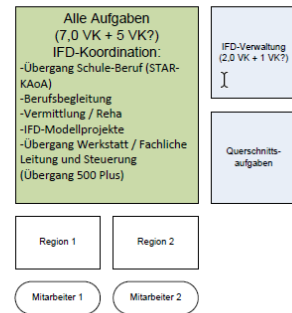 Alle Aufgaben
(7,0 VK + 5 VK?)
IFD-Koordination:
-Übergang Schule-Beruf (STAR-
KAoA)
-Berufsbegleitung
-Vermittlung / Reha
-IFD-Modellprojekte
-Übergang Werkstatt / Fachliche
Leitung und Steuerung
(Übergang 500 Plus)
IFD-Verwaltung
(2,0 VK + 1 VK?)
Querschnitts-
aufgaben
Region 1
Region 2
Mitarbeiter 1
Mitarbeiter 2